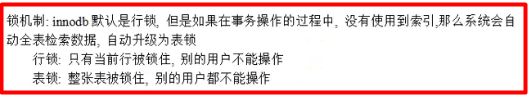 锁机制: innodb 默认是行锁, 但是如果在事务操作的过程中, 没有使用到索引,那么系统会自
动全表检索数据, 自动升级为表锁
行锁: 只有当前行被锁住, 别的用户不能操作
表锁: 整张表被锁住, 别的用户都不能操作